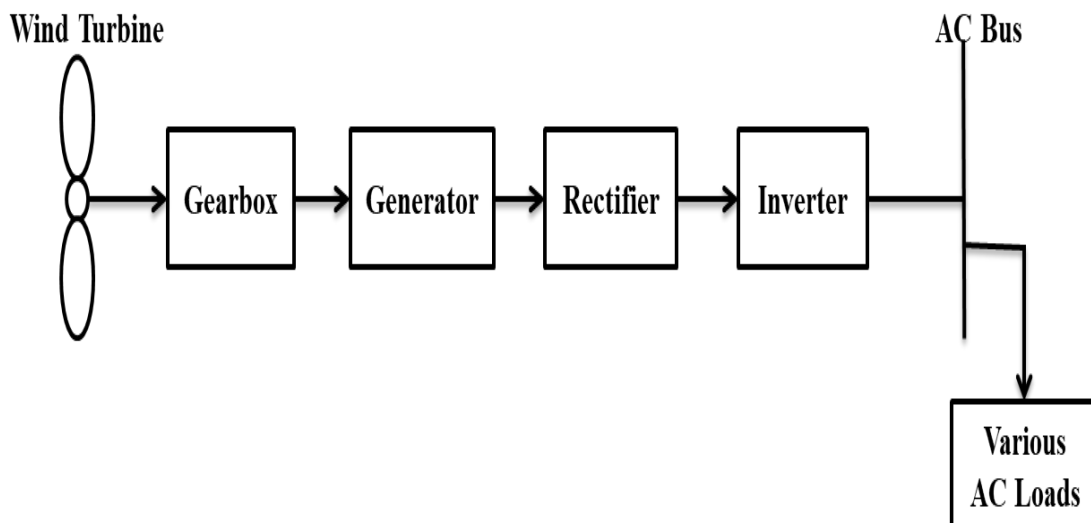 Wind Turbine
AC Bus
Gearbox
Generator
Rectifier
Inverter
Various
AC Loads